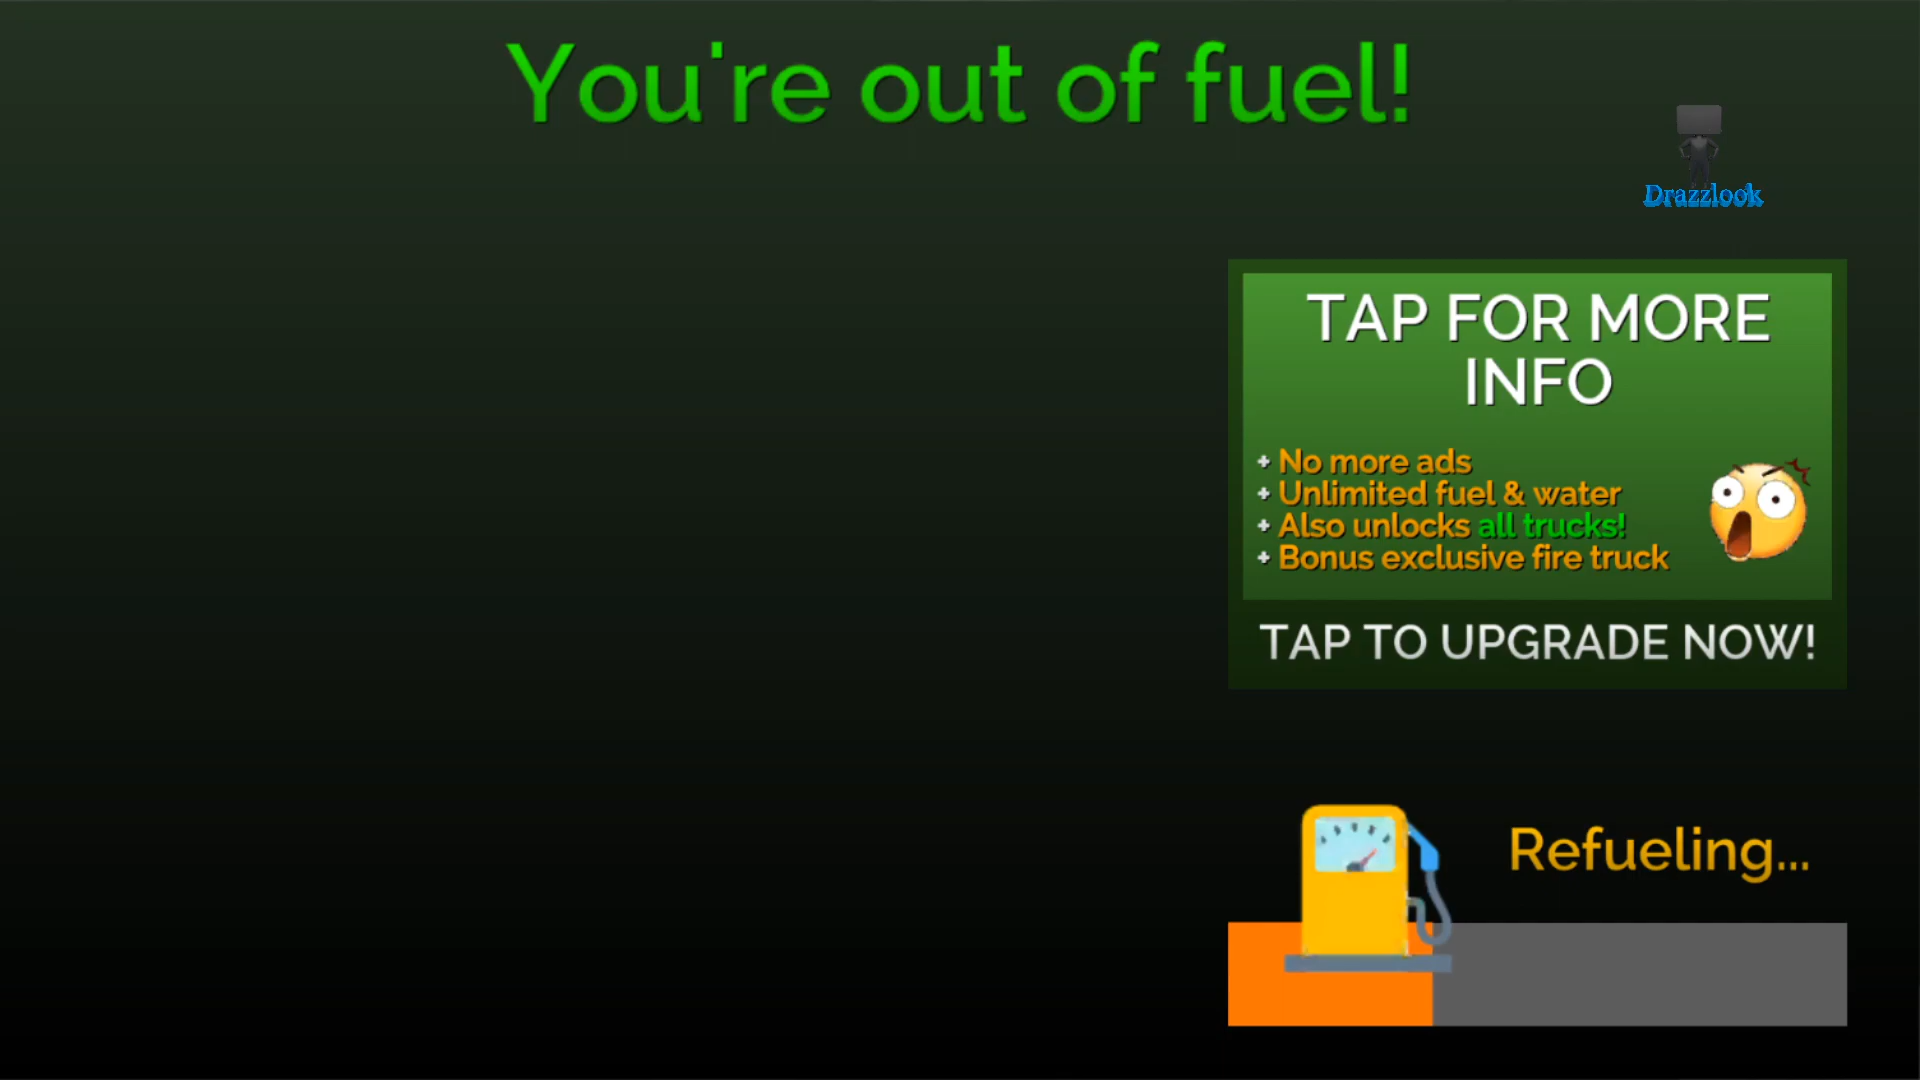 You're out of fuel!
Drazzlook
TAP FOR MORE
INFO
+ No more ads
+ Unlimited fuel & water
+ Also unlocks all trucks!
+ Bonus exclusive fire truck
TAP TO UPGRADE NOW!
Refueling...